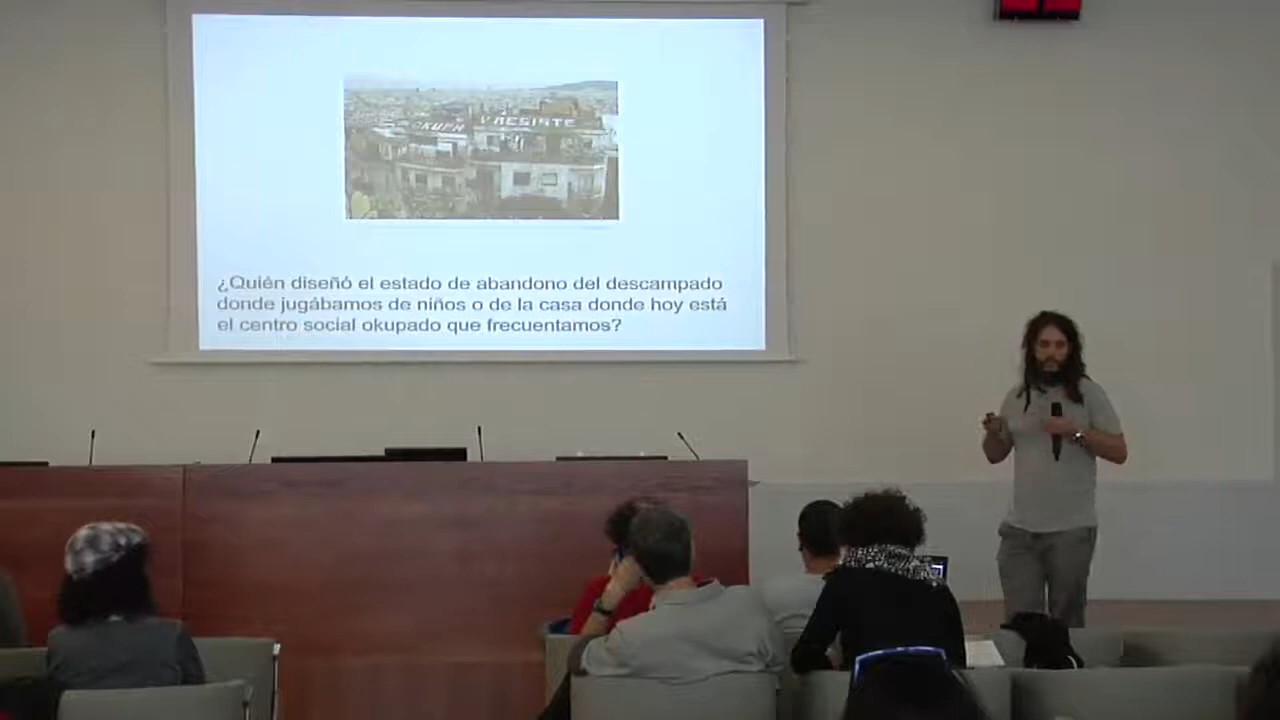 OKUPA Y RESISTE
¿Quién diseñó el estado de abandono del descampado
donde jugábamos de niños o de la casa donde hoy está
el centro social okupado que frecuentamos?